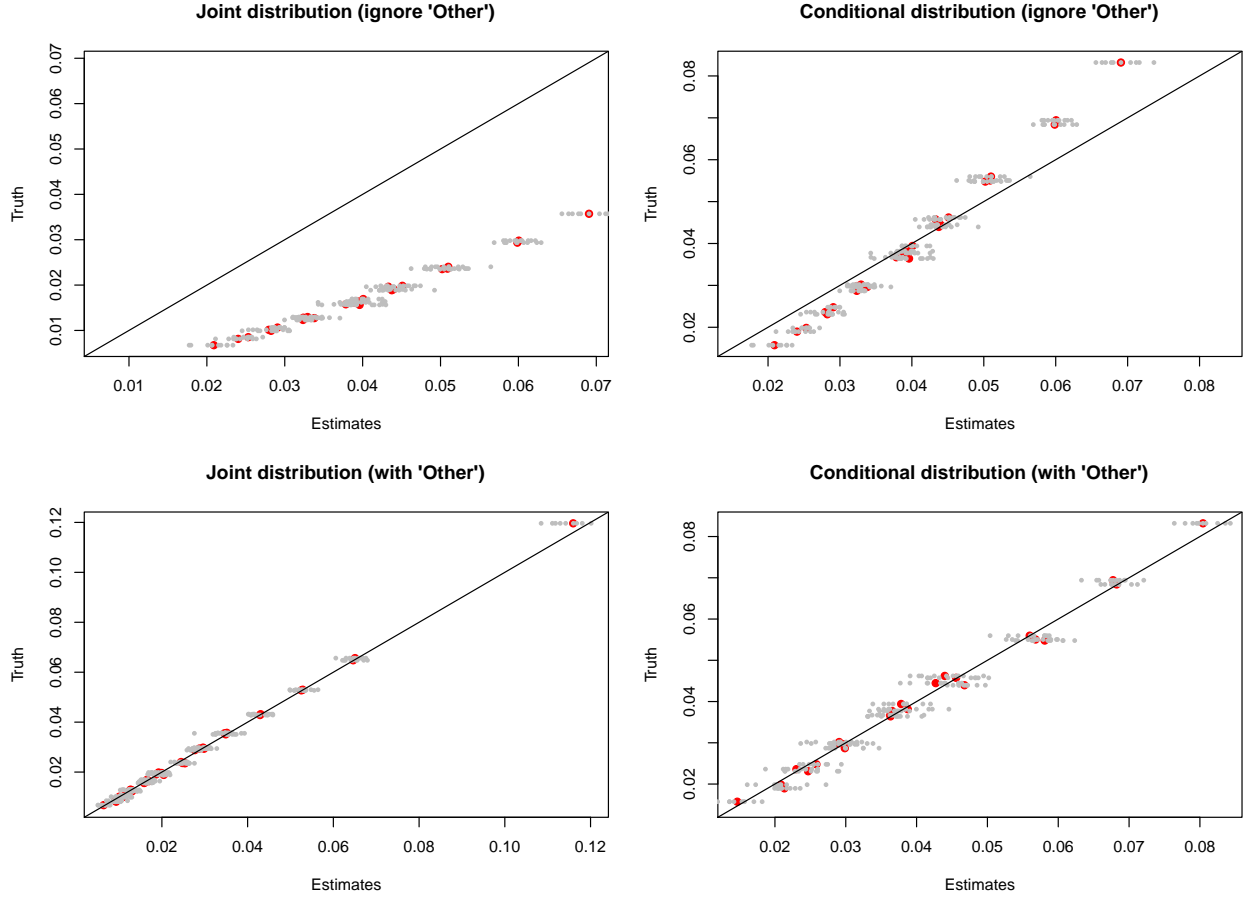 Joint distribution (ignore 'Other')
Truth
0.01 0.02 0.03 0.04 0.05 0.06 0.07
0.01 0.02 0.03 0.04 0.05 0.06 0.07
Estimates
Conditional distribution (ignore 'Other')
Truth
0.02 0.04 0.06 0.08
0.02 0.03 0.04 0.05 0.06 0.07 0.08
Estimates
Joint distribution (with 'Other')
Truth
0.02 0.04 0.06 0.08 0.10 0.12
0.02 0.04 0.06 0.08 0.10 0.12
Estimates
Conditional distribution (with 'Other')
Truth
0.02 0.04 0.06 0.08
0.02 0.03 0.04 0.05 0.06 0.07 0.08
Estimates